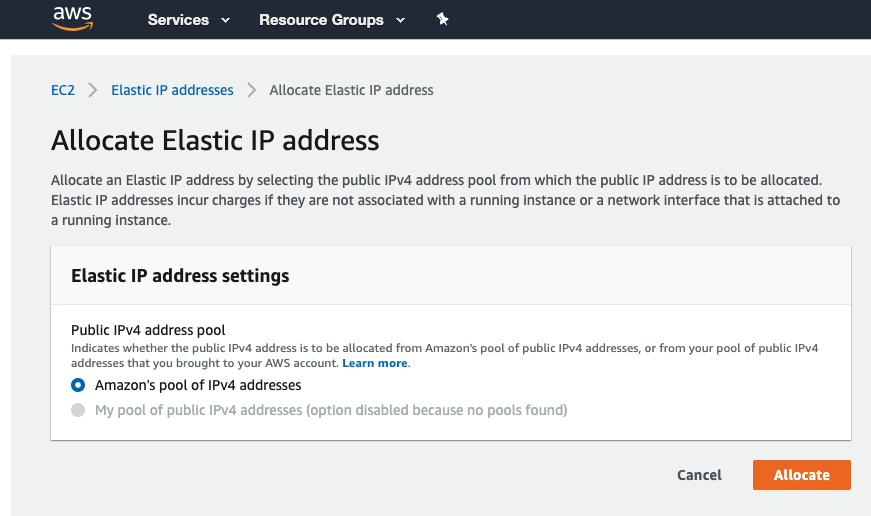 aws Services Resource Groups
EC2 Elastic IP addresses Allocate Elastic IP address
Allocate Elastic IP address
Allocate an Elastic IP address by selecting the public IPv4 address pool from which the public IP address is to be allocated.
Elastic IP addresses incur charges if they are not associated with a running instance or a network interface that is attached to
a running instance.
Elastic IP address settings
Public IPv4 address pool
Indicates whether the public IPv4 address is to be allocated from Amazon's pool of public IPv4 addresses, or from your pool of public IPv4
addresses that you brought to your AWS account. Learn more.
Amazon's pool of IPv4 addresses
My pool of public IPv4 addresses (option disabled because no pools found)
Cancel Allocate